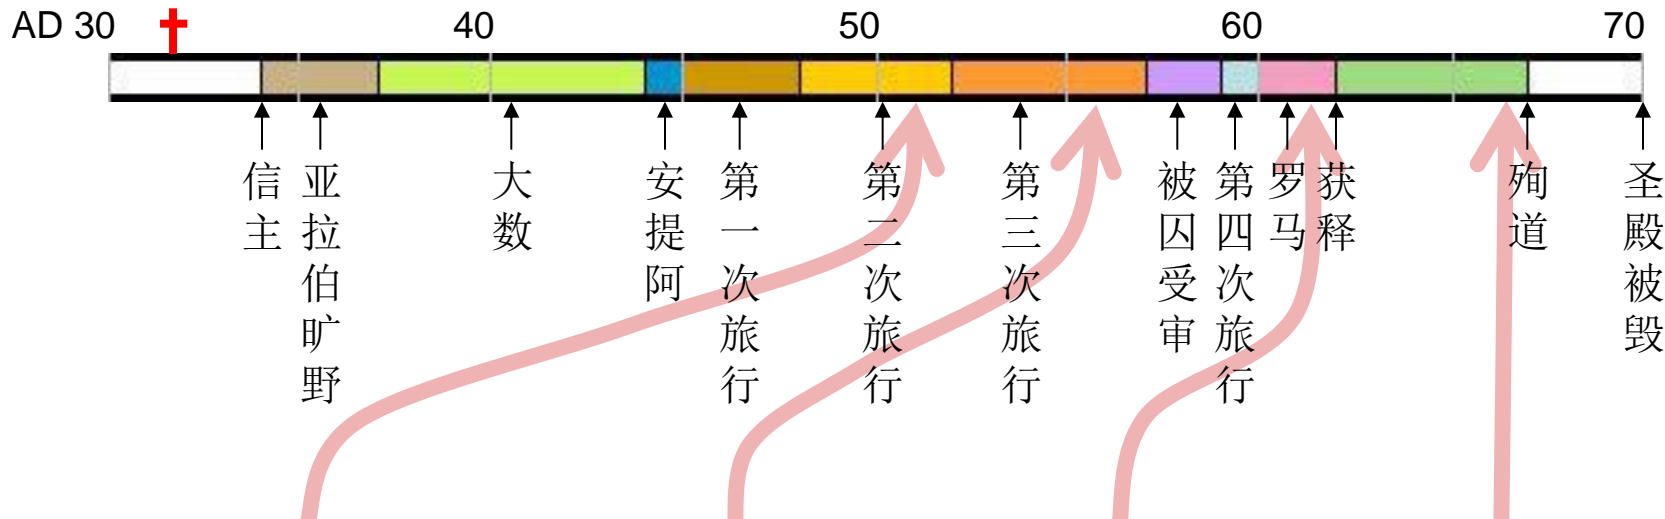 AD 30 40 50 60 70
信主
亚拉伯旷野
大数
安提阿
第一次旅行
第二次旅行
第三次旅行
被囚受审
第四次旅行
罗马
获释
殉道
圣殿被毁